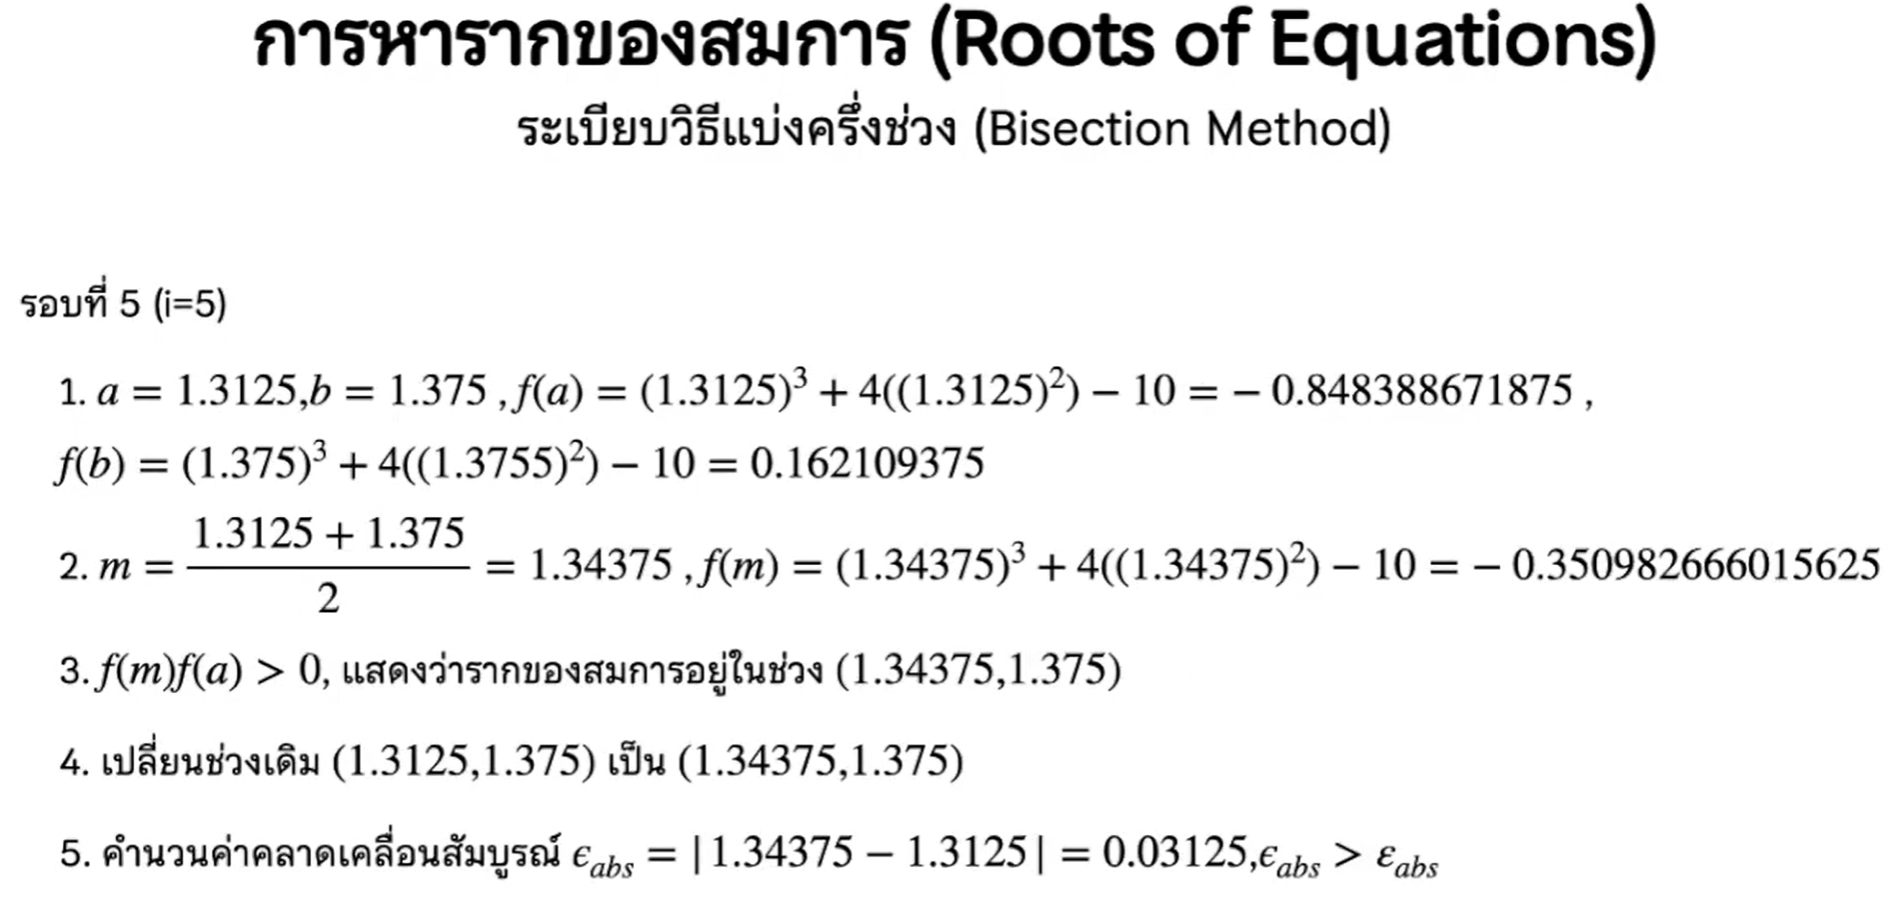 การหารากของสมการ (Roots of Equations)
ระเบียบวิธีแบ่งครึ่งช่วง (Bisection Method)
รอบที่ 5 (i=5)
1. a = 1.3125,b = 1.375 ,f(a) = (1.3125)³ + 4((1.3125)²) − 10 = − 0.848388671875 ,
f(b) = (1.375)³ + 4((1.3755)²) − 10 = 0.162109375
2. m = \frac{1.3125 + 1.375}{2} = 1.34375 ,f(m) = (1.34375)³ + 4((1.34375)²) − 10 = − 0.350982666015625
3. f(m)f(a) > 0, แสดงว่ารากของสมการอยู่ในช่วง (1.34375,1.375)
4. เปลี่ยนช่วงเดิม (1.3125,1.375) เป็น (1.34375,1.375)
5. คำนวนค่าคลาดเคลื่อนสัมบูรณ์ ϵ_{abs} = | 1.34375 − 1.3125 | = 0.03125,ϵ_{abs} > ε_{abs}